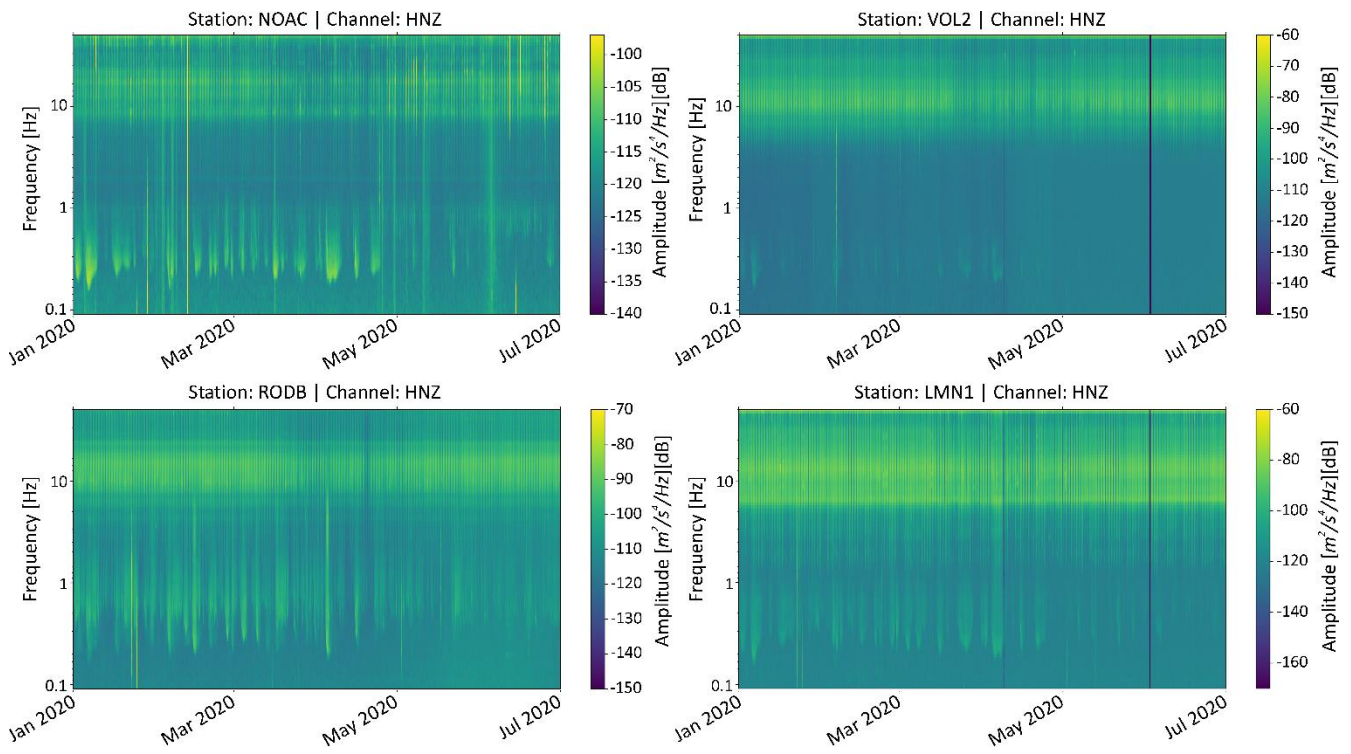 Station: NOAC | Channel: HNZ
Frequency [Hz]
10
1
0.1
Jan 2020
Mar 2020
May 2020
Jul 2020
-100
-105
-110
-115
-120
-125
-130
-135
-140
Amplitude [m²/s⁴/Hz][dB]
Station: VOL2 | Channel: HNZ
Frequency [Hz]
10
1
0.1
Jan 2020
Mar 2020
May 2020
Jul 2020
-60
-70
-80
-90
-100
-110
-120
-130
-140
-150
Amplitude [m²/s⁴/Hz][dB]
Station: RODB | Channel: HNZ
Frequency [Hz]
10
1
0.1
Jan 2020
Mar 2020
May 2020
Jul 2020
-70
-80
-90
-100
-110
-120
-130
-140
-150
Amplitude [m²/s⁴/Hz][dB]
Station: LMN1 | Channel: HNZ
Frequency [Hz]
10
1
0.1
Jan 2020
Mar 2020
May 2020
Jul 2020
-60
-80
-100
-120
-140
-160
Amplitude [m²/s⁴/Hz][dB]